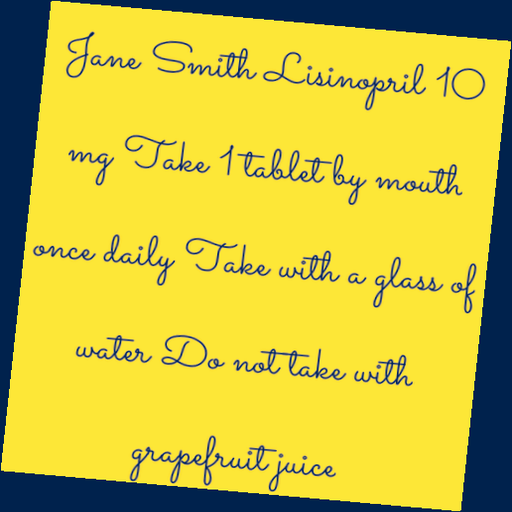 Jane Smith Lisinopril 10
mg Take 1 tablet by mouth
once daily Take with a glass of
water Do not take with
grapefruit juice